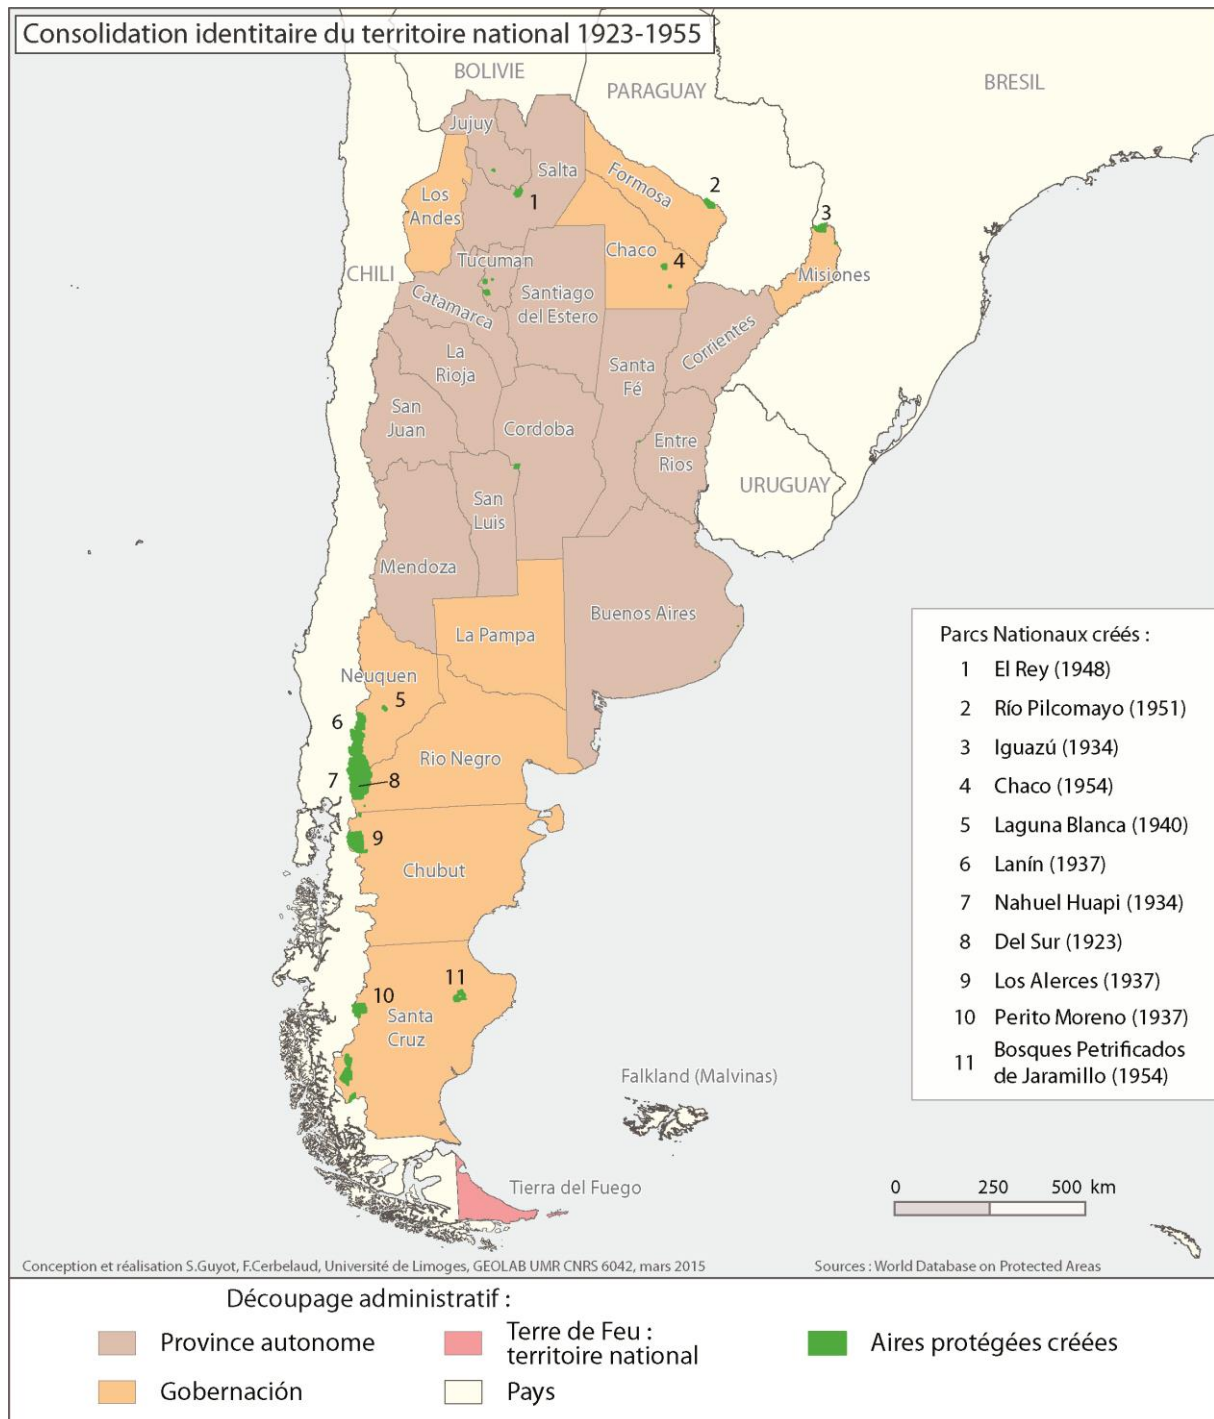 Consolidation identitaire du territoire national 1923-1955
BOLIVIE
PARAGUAY
BRESIL
Jujuy
Salta
Formosa
Los
Andes
1
2
3
Chaco
4
Misiones
CHILI
Tucuman
Catamarca
Santiago
del Estero
Corrientes
La
Rioja
Santa
Fé
San
Juan
Cordoba
Entre
Rios
URUGUAY
San
Luis
Mendoza
Buenos Aires
La Pampa
Neuquen
5
6
Rio Negro
7
8
9
Chubut
10
11
Santa
Cruz
Falkland (Malvinas)
Tierra del Fuego
Parcs Nationaux créés :
1 El Rey (1948)
2 Río Pilcomayo (1951)
3 Iguazú (1934)
4 Chaco (1954)
5 Laguna Blanca (1940)
6 Lanín (1937)
7 Nahuel Huapi (1934)
8 Del Sur (1923)
9 Los Alerces (1937)
10 Perito Moreno (1937)
11 Bosques Petrificados
de Jaramillo (1954)
0 250 500 km
Conception et réalisation S.Guyot, F.Cerbelaud, Université de Limoges, GEOLAB UMR CNRS 6042, mars 2015
Sources : World Database on Protected Areas
Découpage administratif :
Province autonome
Gobernación
Terre de Feu :
territoire national
Pays
Aires protégées créées